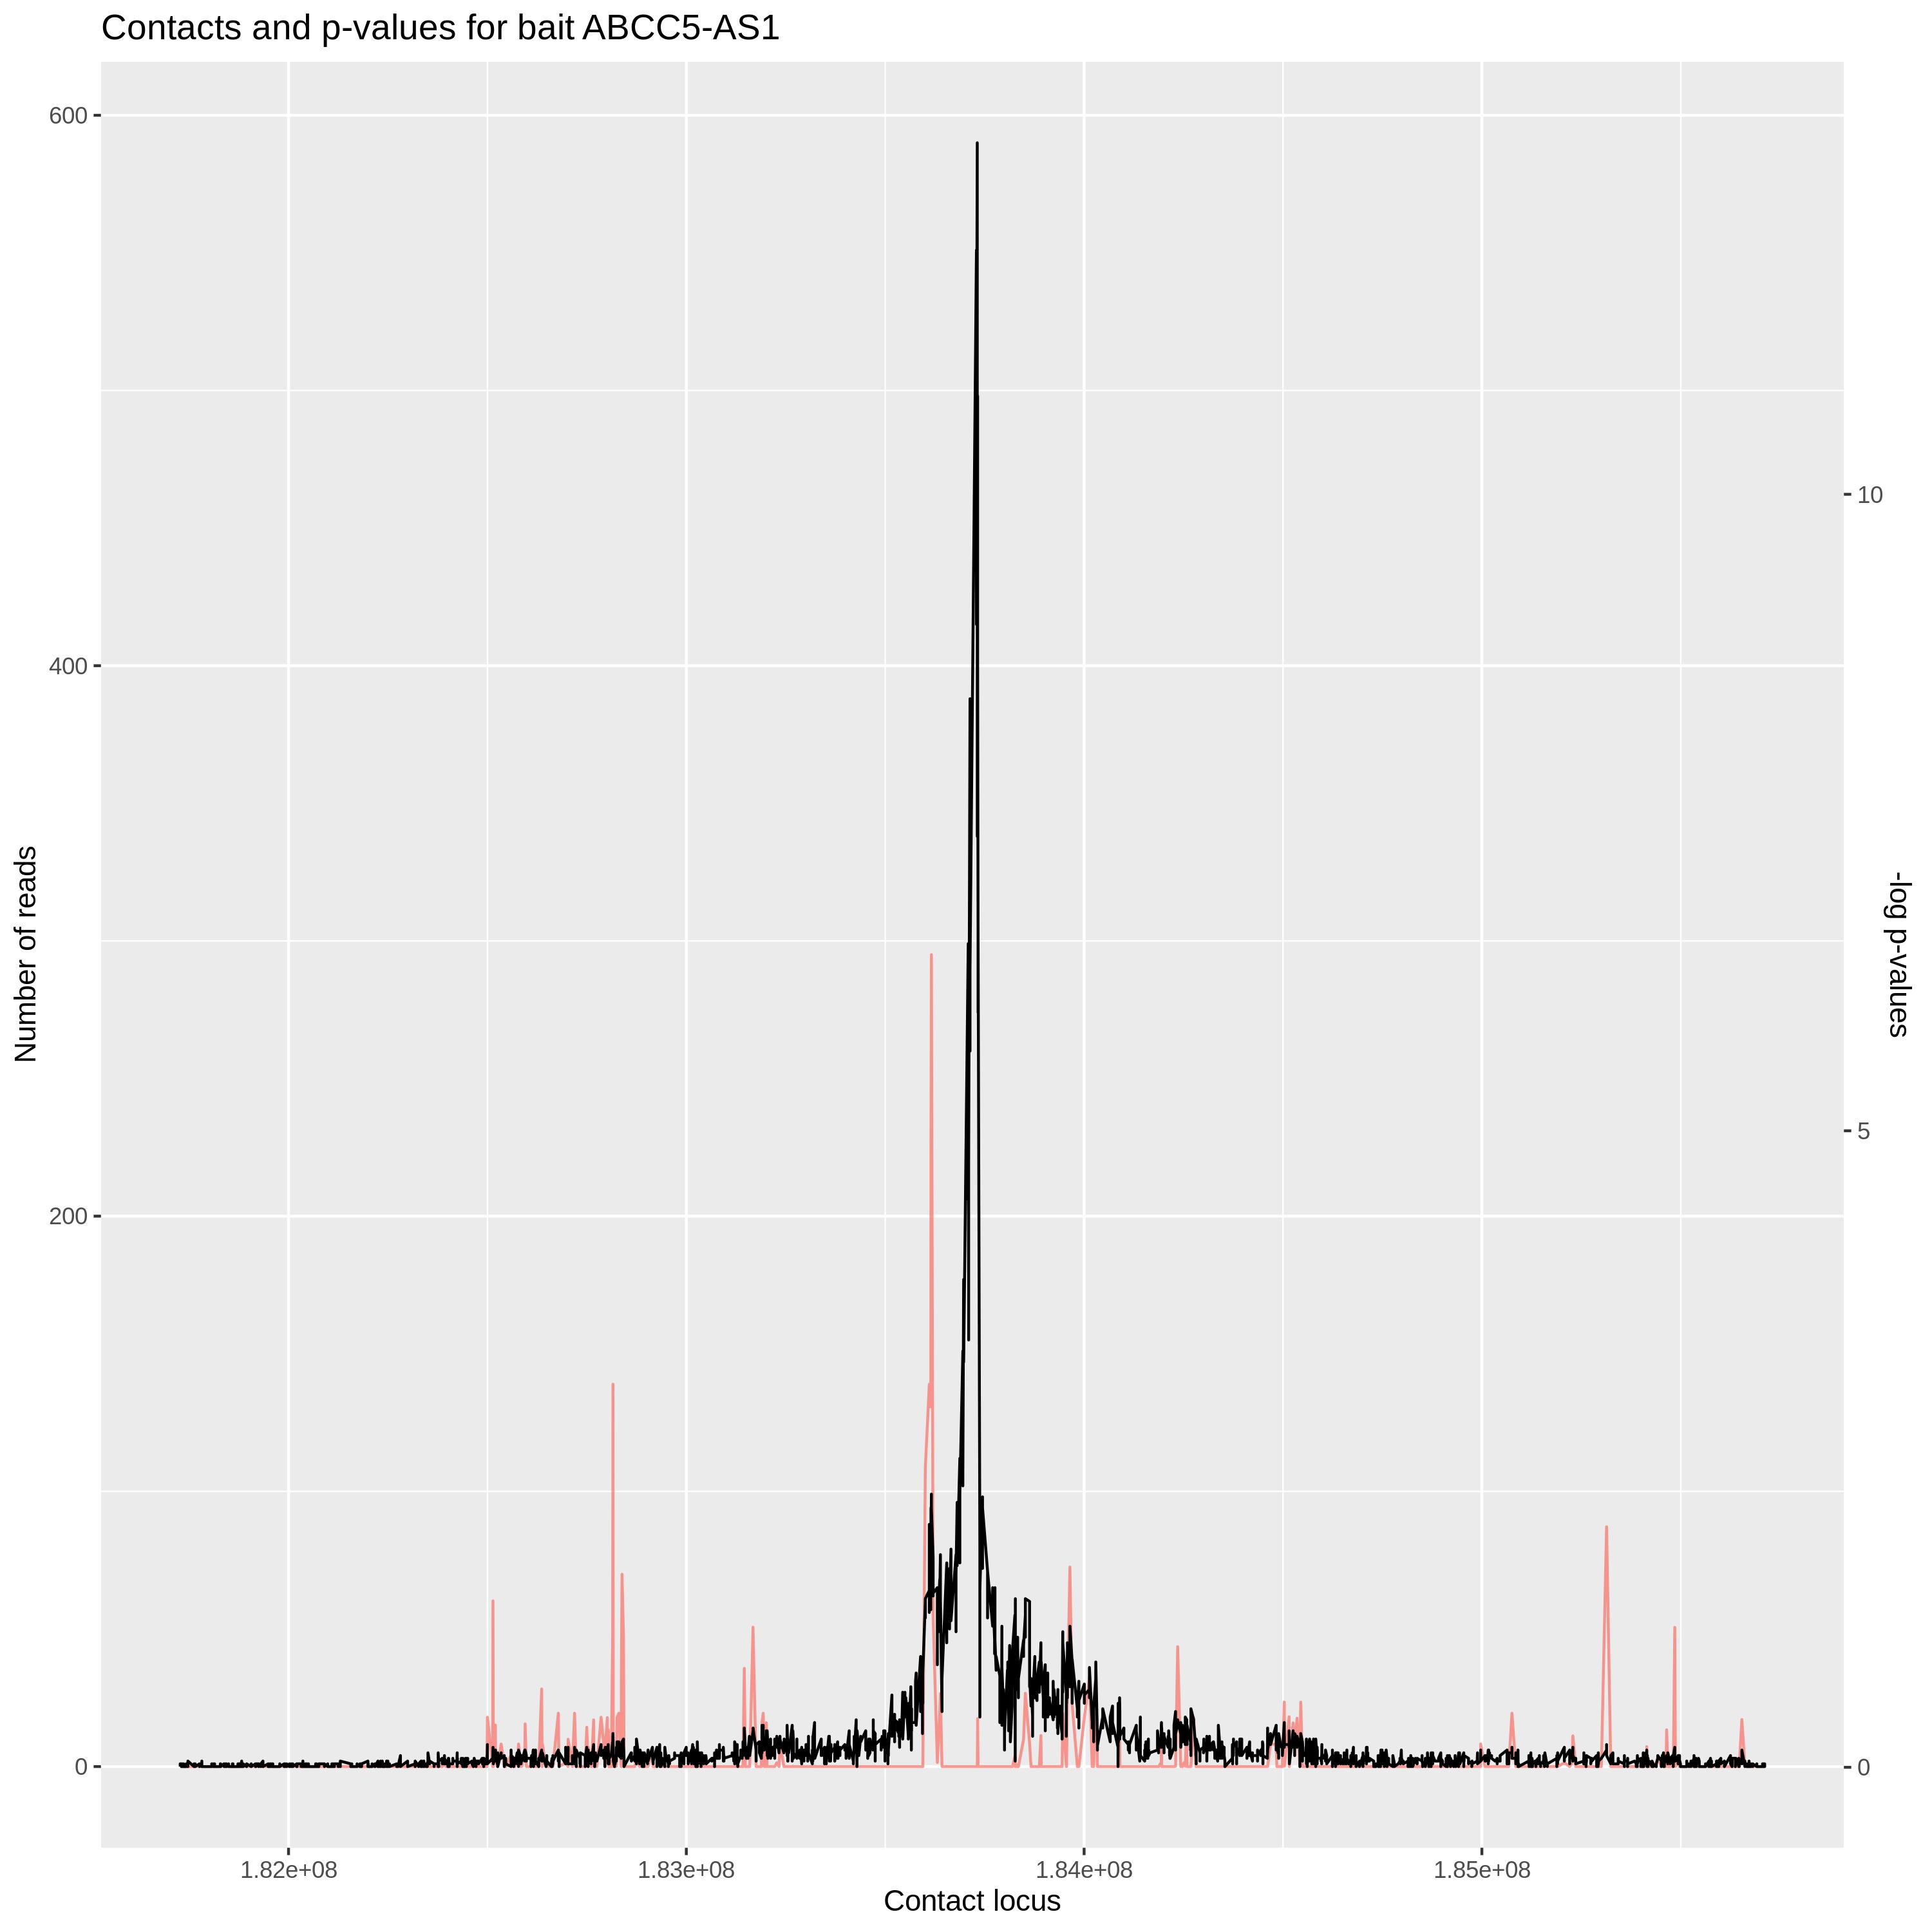 Contacts and p-values for bait ABCC5-AS1
600
400
200
0
Number of reads
10
5
0
-log p-values
1.82e+08
1.83e+08
1.84e+08
1.85e+08
Contact locus